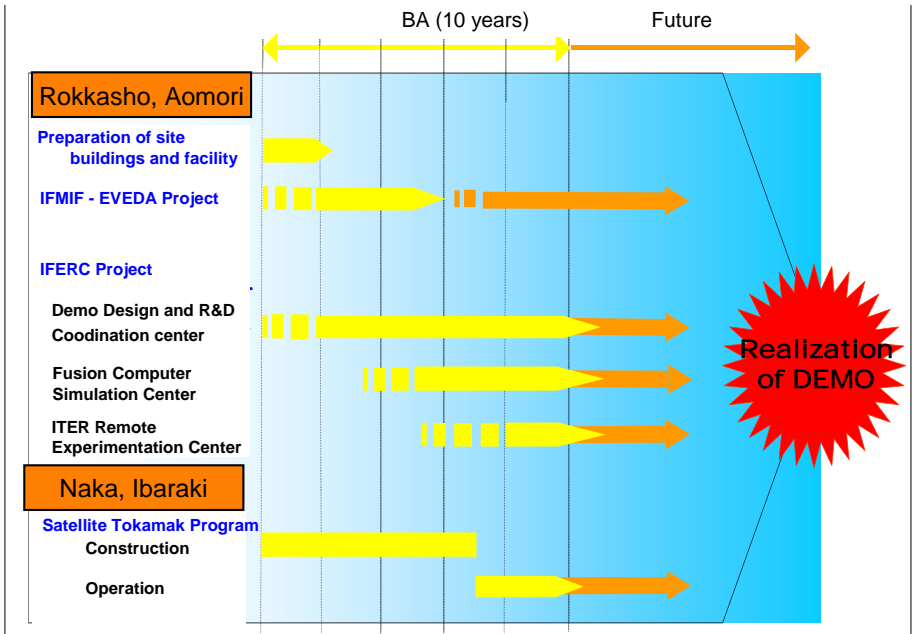 BA (10 years)
Future
Rokkasho, Aomori
Preparation of site
buildings and facility
IFMIF - EVEDA Project
IFERC Project
Demo Design and R&D
Coodination center
Fusion Computer
Simulation Center
ITER Remote
Experimentation Center
Realization
of DEMO
Naka, Ibaraki
Satellite Tokamak Program
Construction
Operation